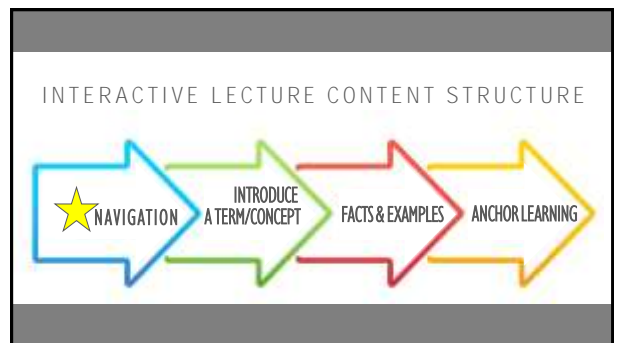 INTERACTIVE LECTURE CONTENT STRUCTURE
NAVIGATION
INTRODUCE
A TERM/CONCEPT
FACTS & EXAMPLES
ANCHOR LEARNING